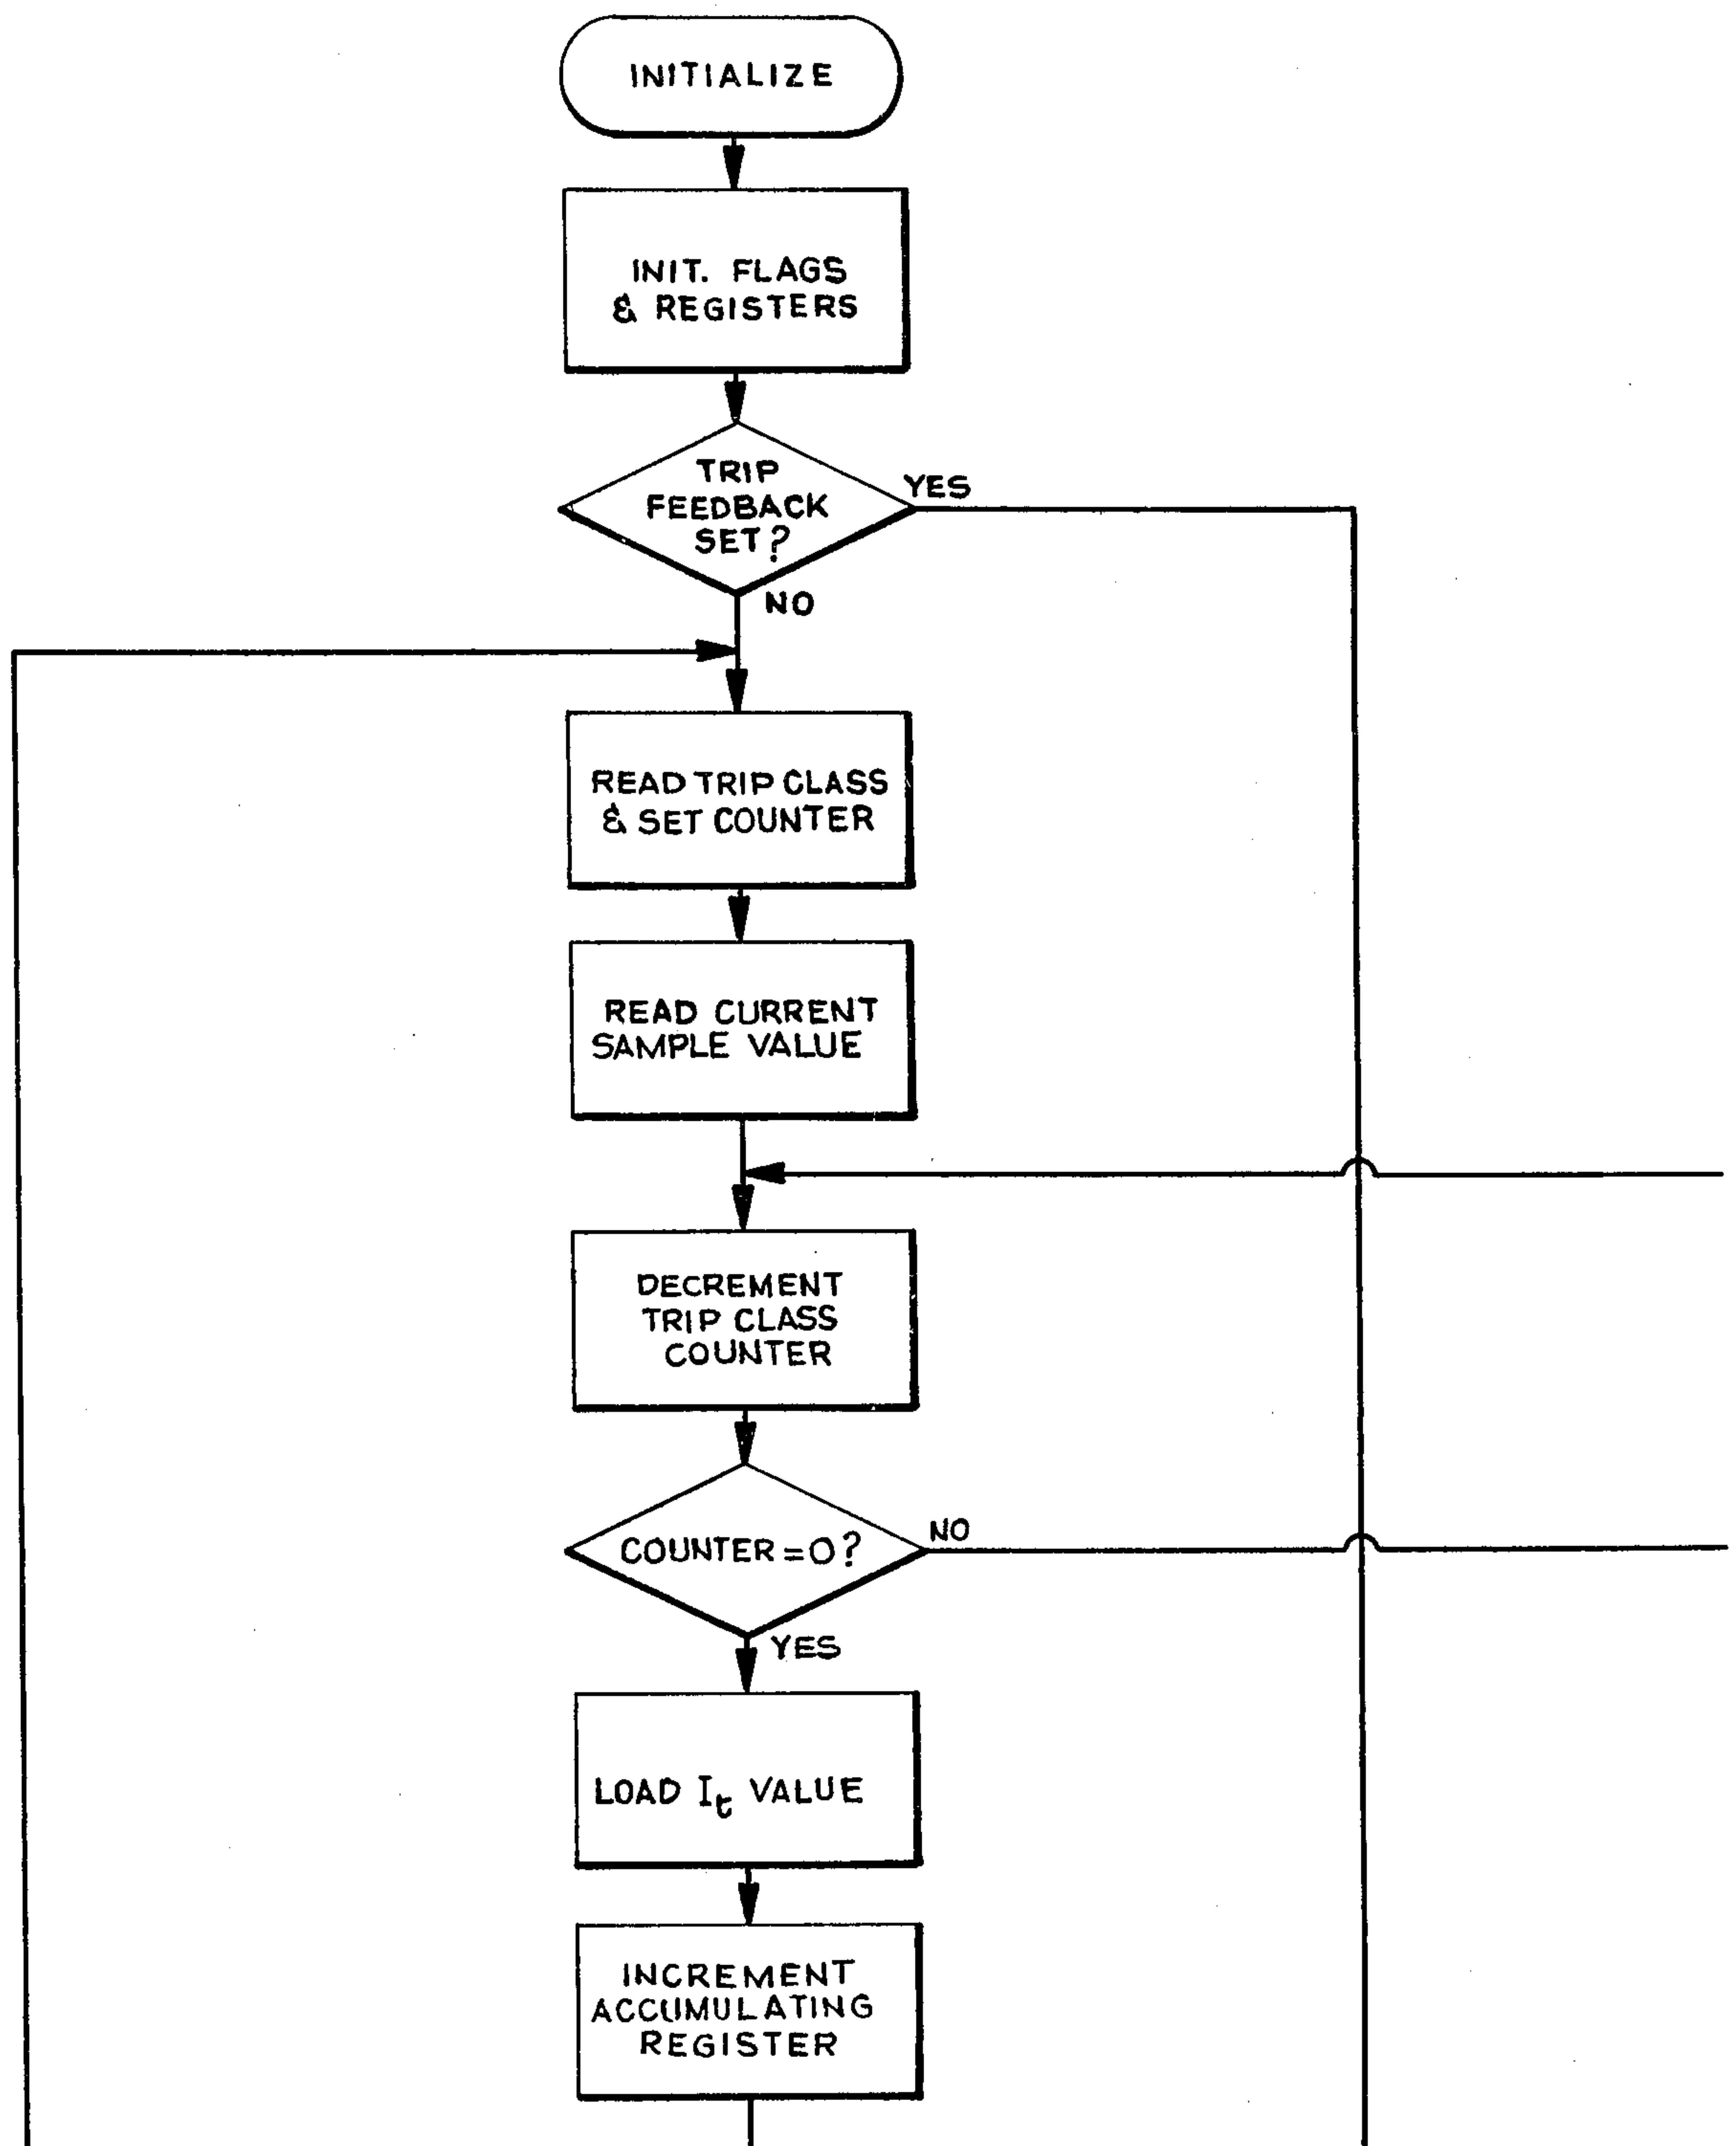 INITIALIZE
INIT. FLAGS
& REGISTERS
TRIP
FEEDBACK
SET?
YES
NO
READ TRIP CLASS
& SET COUNTER
READ CURRENT
SAMPLE VALUE
DECREMENT
TRIP CLASS
COUNTER
COUNTER=0?
NO
YES
LOAD It VALUE
INCREMENT
ACCUMULATING
REGISTER